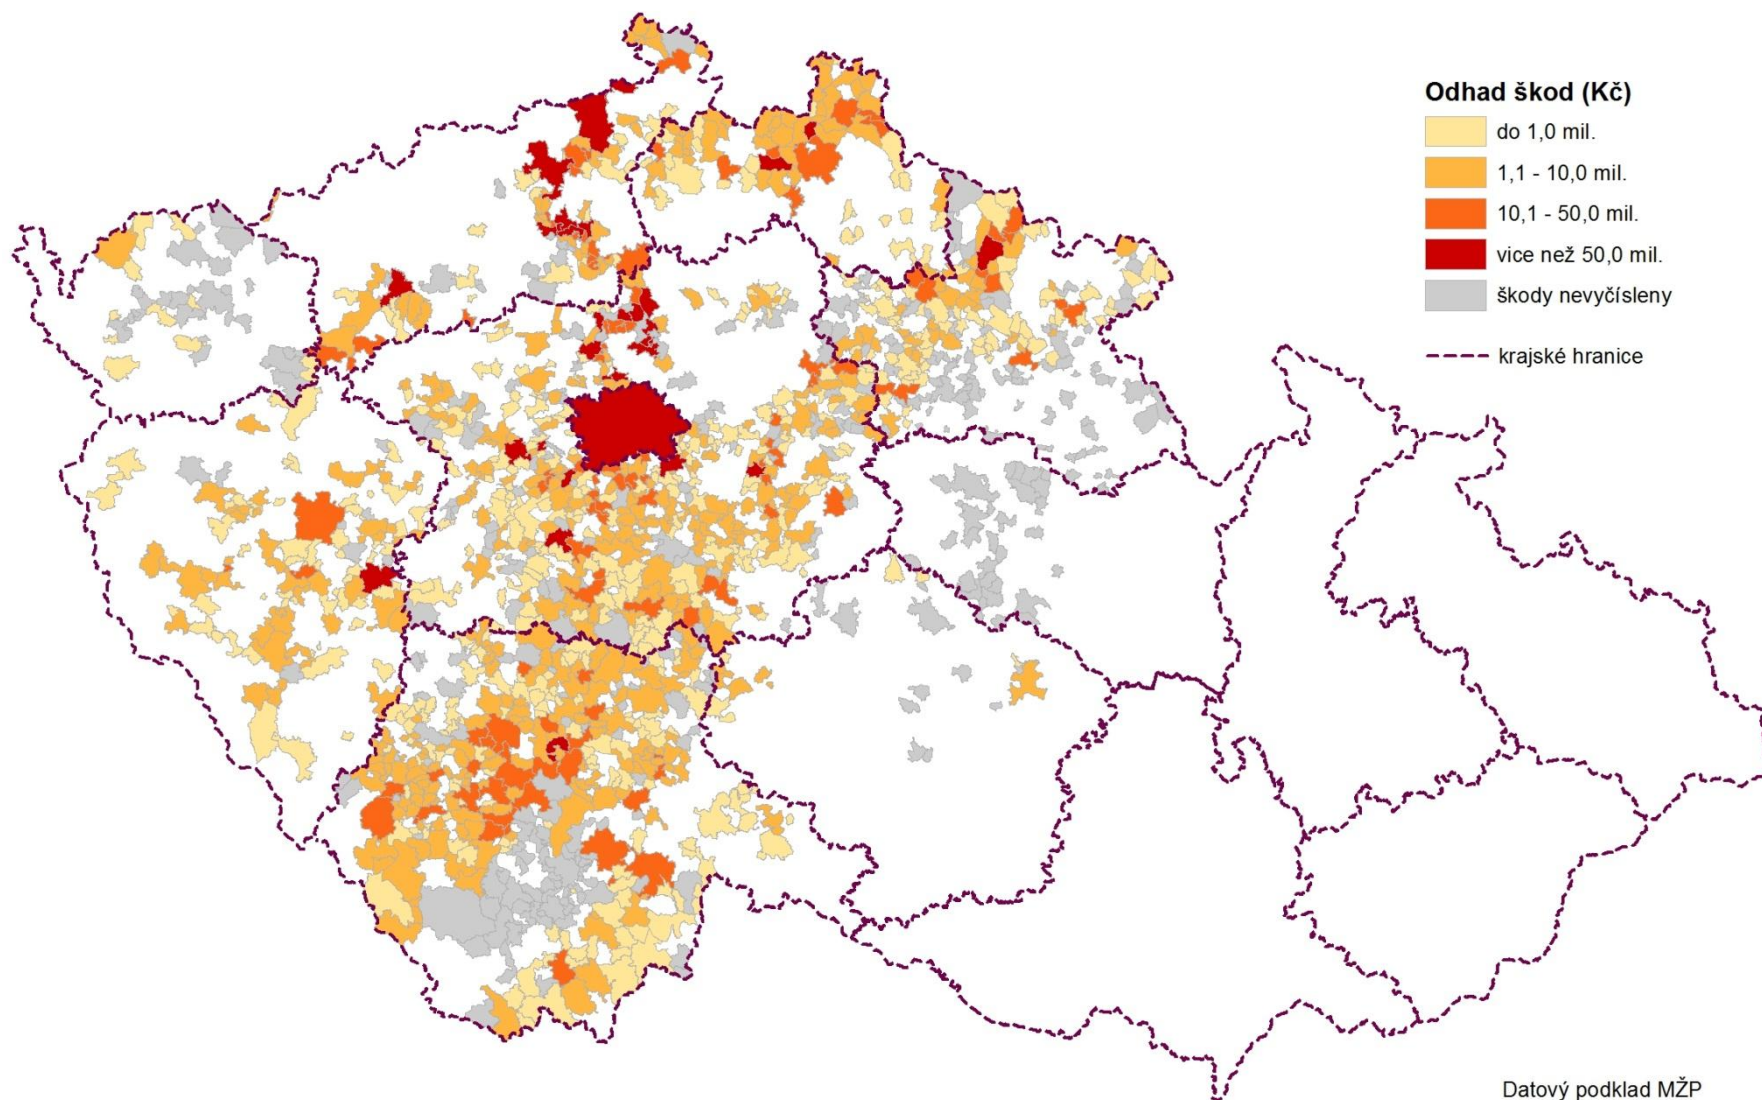 Odhad škod (Kč)
do 1,0 mil.
1,1 - 10,0 mil.
10,1 - 50,0 mil.
vice než 50,0 mil.
škody nevyčísleny
krajské hranice
Datový podklad MŽP